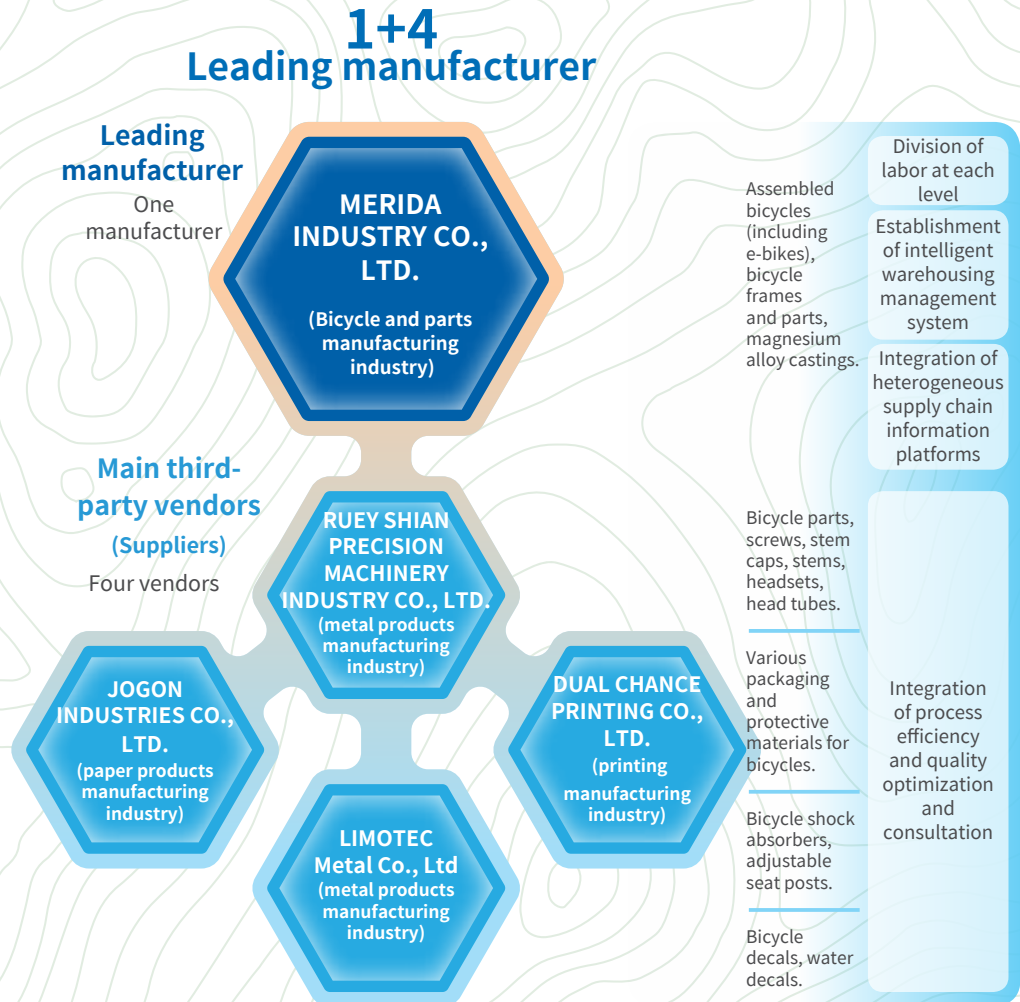 1+4
Leading manufacturer
Leading
manufacturer
One
manufacturer
MERIDA
INDUSTRY CO.,
LTD.
(Bicycle and parts
manufacturing
industry)
Assembled
bicycles
(including
e-bikes),
bicycle
frames
and parts,
magnesium
alloy castings.
Division of
labor at each
level
Establishment
of intelligent
warehousing
management
system
Integration of
heterogeneous
supply chain
information
platforms
Main third-
party vendors
(Suppliers)
Four vendors
RUEY SHIAN
PRECISION
MACHINERY
INDUSTRY CO., LTD.
(metal products
manufacturing
industry)
JOGON
INDUSTRIES CO.,
LTD.
(paper products
manufacturing
industry)
DUAL CHANCE
PRINTING CO.,
LTD.
(printing
manufacturing
industry)
LIMOTEC
Metal Co., Ltd
(metal products
manufacturing
industry)
Bicycle parts,
screws, stem
caps, stems,
headsets,
head tubes.
Various
packaging
and
protective
materials for
bicycles.
Bicycle shock
absorbers,
adjustable
seat posts.
Bicycle
decals, water
decals.
Integration
of process
efficiency
and quality
optimization
and
consultation